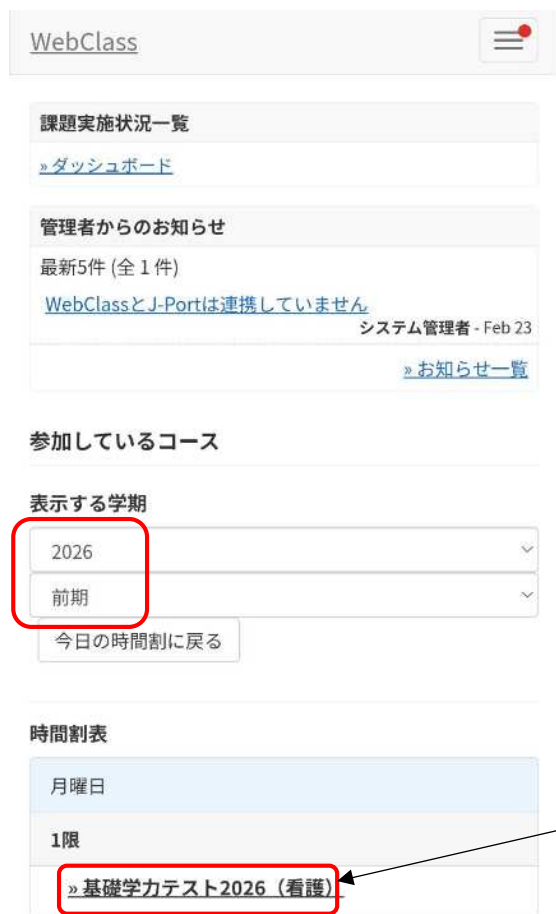 WebClass
課題実施状況一覧
» ダッシュボード
管理者からのお知らせ
最新5件 (全 1 件)
WebClassとJ-Portは連携していません
システム管理者 - Feb 23
» お知らせ一覧
参加しているコース
表示する学期
2026
前期
今日の時間割に戻る
時間割表
月曜日
1限
» 基礎学力テスト2026（看護）